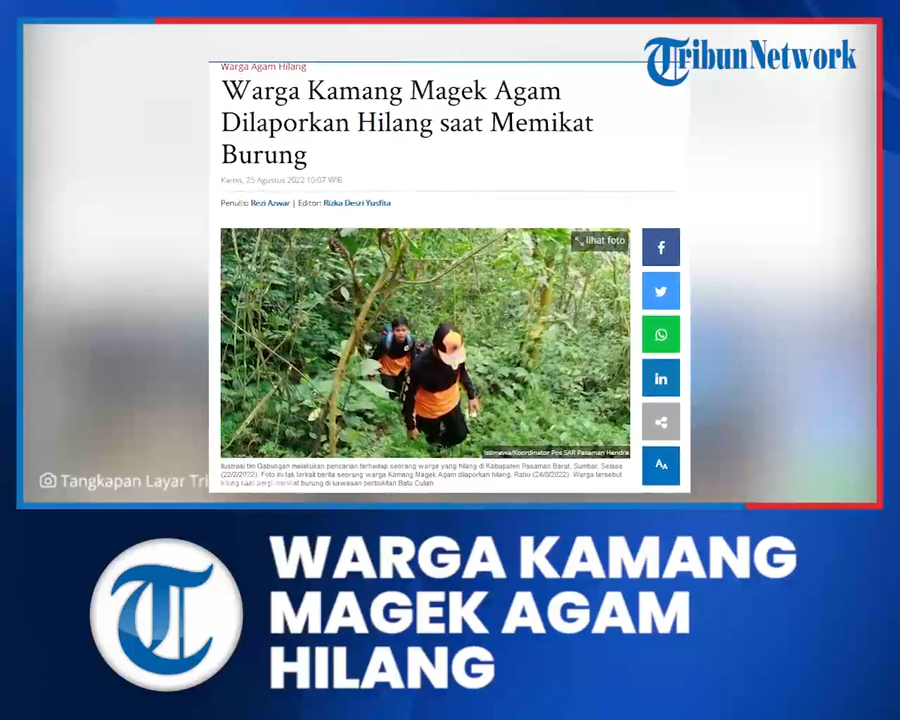 TribunNetwork
Warga Agam Hilang
Warga Kamang Magek Agam
Dilaporkan Hilang saat Memikat
Burung
Kamis, 25 Agustus 2022 10:07 WIB
Penulis: Rezi Azwar | Editor: Rizka Desri Yusfita
lihat foto
Istimewa/Koordinator Pos SAR Pasaman Hendra
Ilustrasi tim Gabungan melakukan pencarian terhadap seorang warga yang hilang di Kabupaten Pasaman Barat, Sumbar, Selasa
(22/2/2022). Foto ini tak terkait berita seorang warga Kamang Magek Agam dilaporkan hilang, Rabu (24/8/2022). Warga tersebut
hilang saat pergi memikat burung di kawasan perbukitan Batu
Tangkapan Layar Tri
WARGA KAMANG
MAGEK AGAM
HILANG